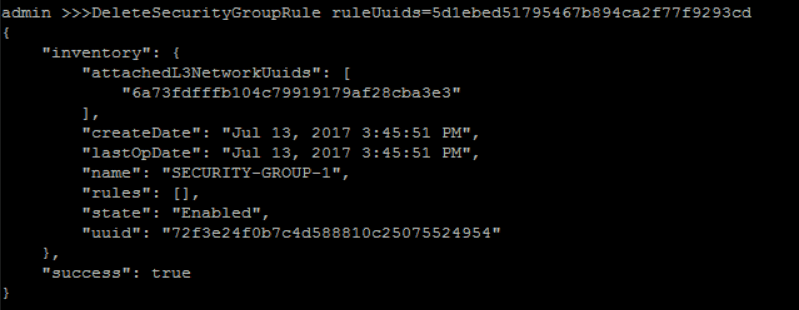 admin >>>DeleteSecurityGroupRule ruleUuids=5d1ebed51795467b894ca2f77f9293cd
{
    "inventory": {
        "attachedL3NetworkUuids": [
            "6a73fdfffb104c79919179af28cba3e3"
        ],
        "createDate": "Jul 13, 2017 3:45:51 PM",
        "lastOpDate": "Jul 13, 2017 3:45:51 PM",
        "name": "SECURITY-GROUP-1",
        "rules": [],
        "state": "Enabled",
        "uuid": "72f3e24f0b7c4d588810c25075524954"
    },
    "success": true
}